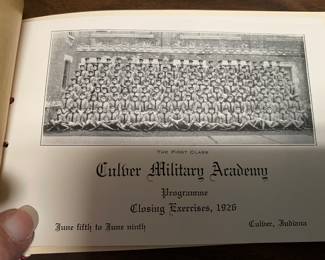 THE FIRST CLASS
Culver Military Academy
Programme
Closing Exercises, 1926
June fifth to June ninth Culver, Indiana